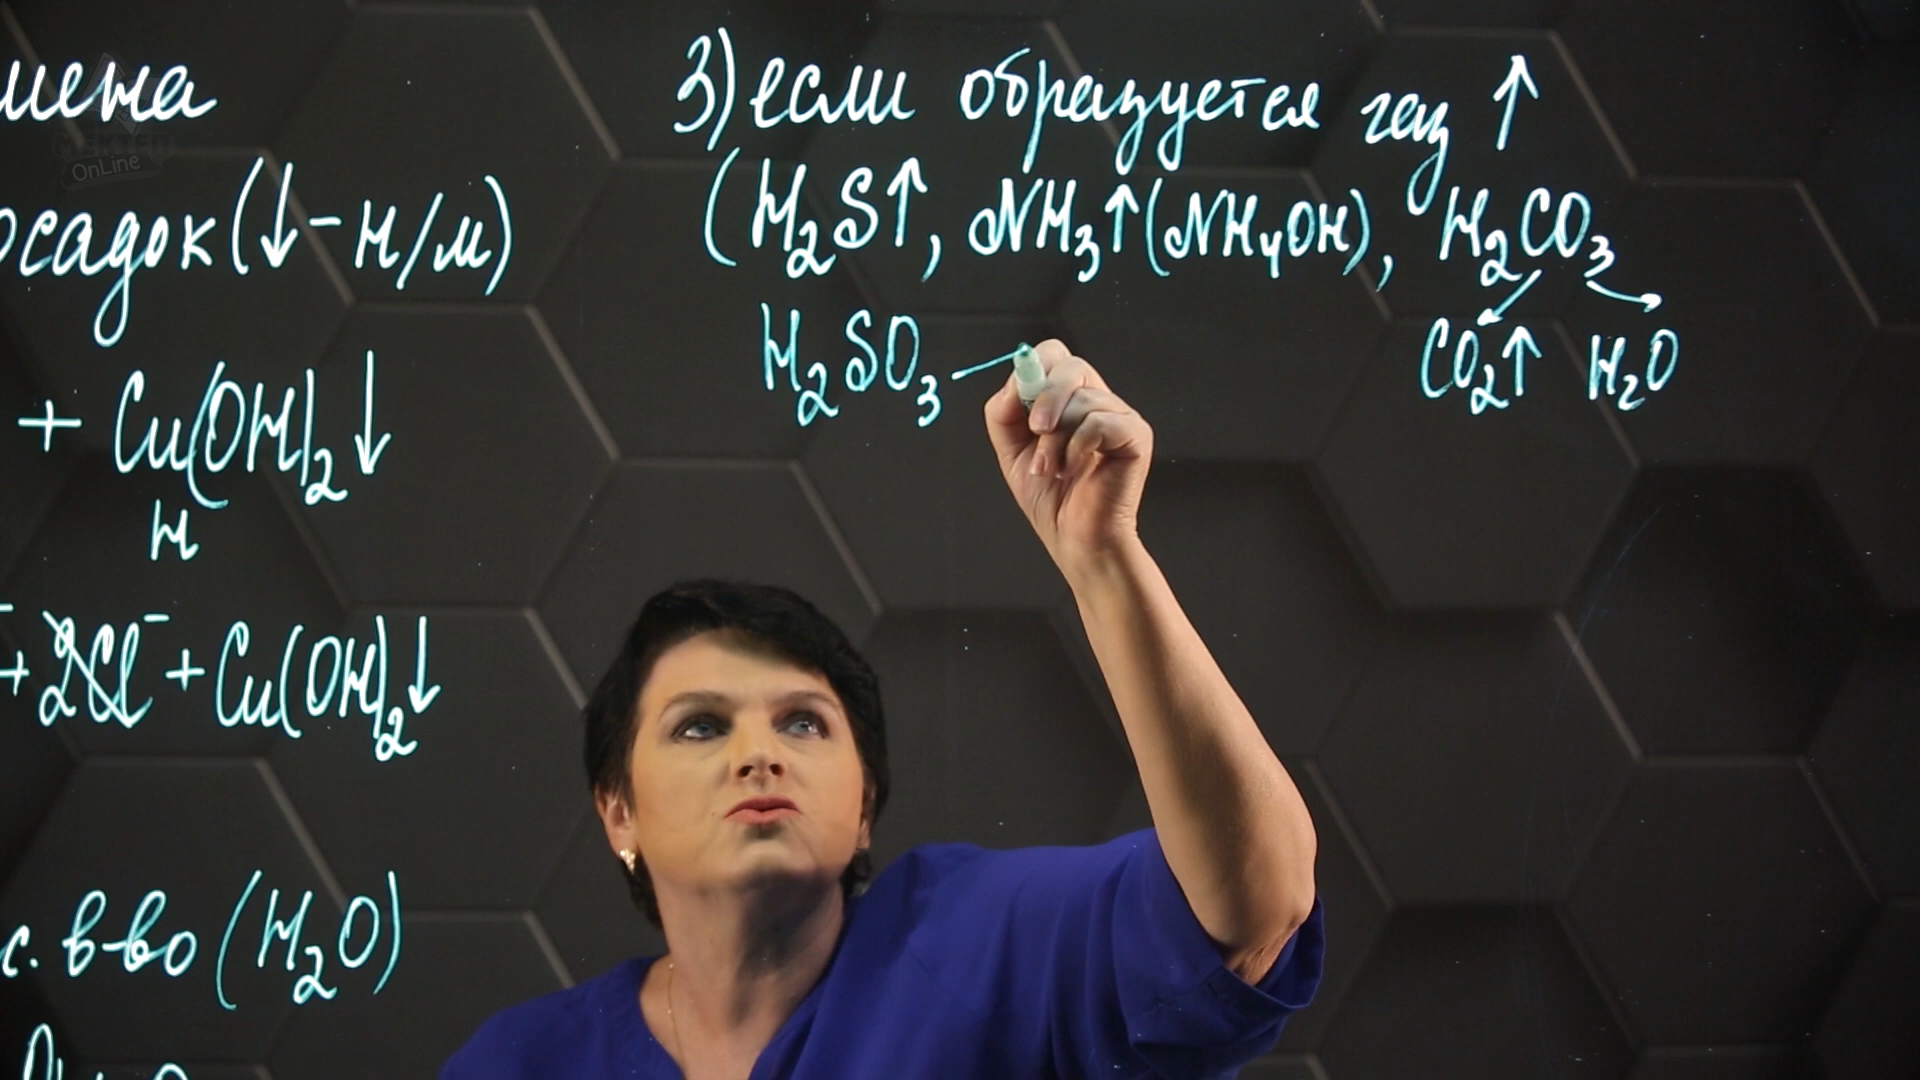 3) если образуется газ ↑
(H₂S↑, NH₃↑(NH₄OH), H₂CO₃
CO₂↑ H₂O
H₂SO₃
осадок (↓ - н/м)
+ Cu(OH)₂↓
н
+ 2Cl⁻ + Cu(OH)₂↓
с. в-во (H₂O)
OnLine